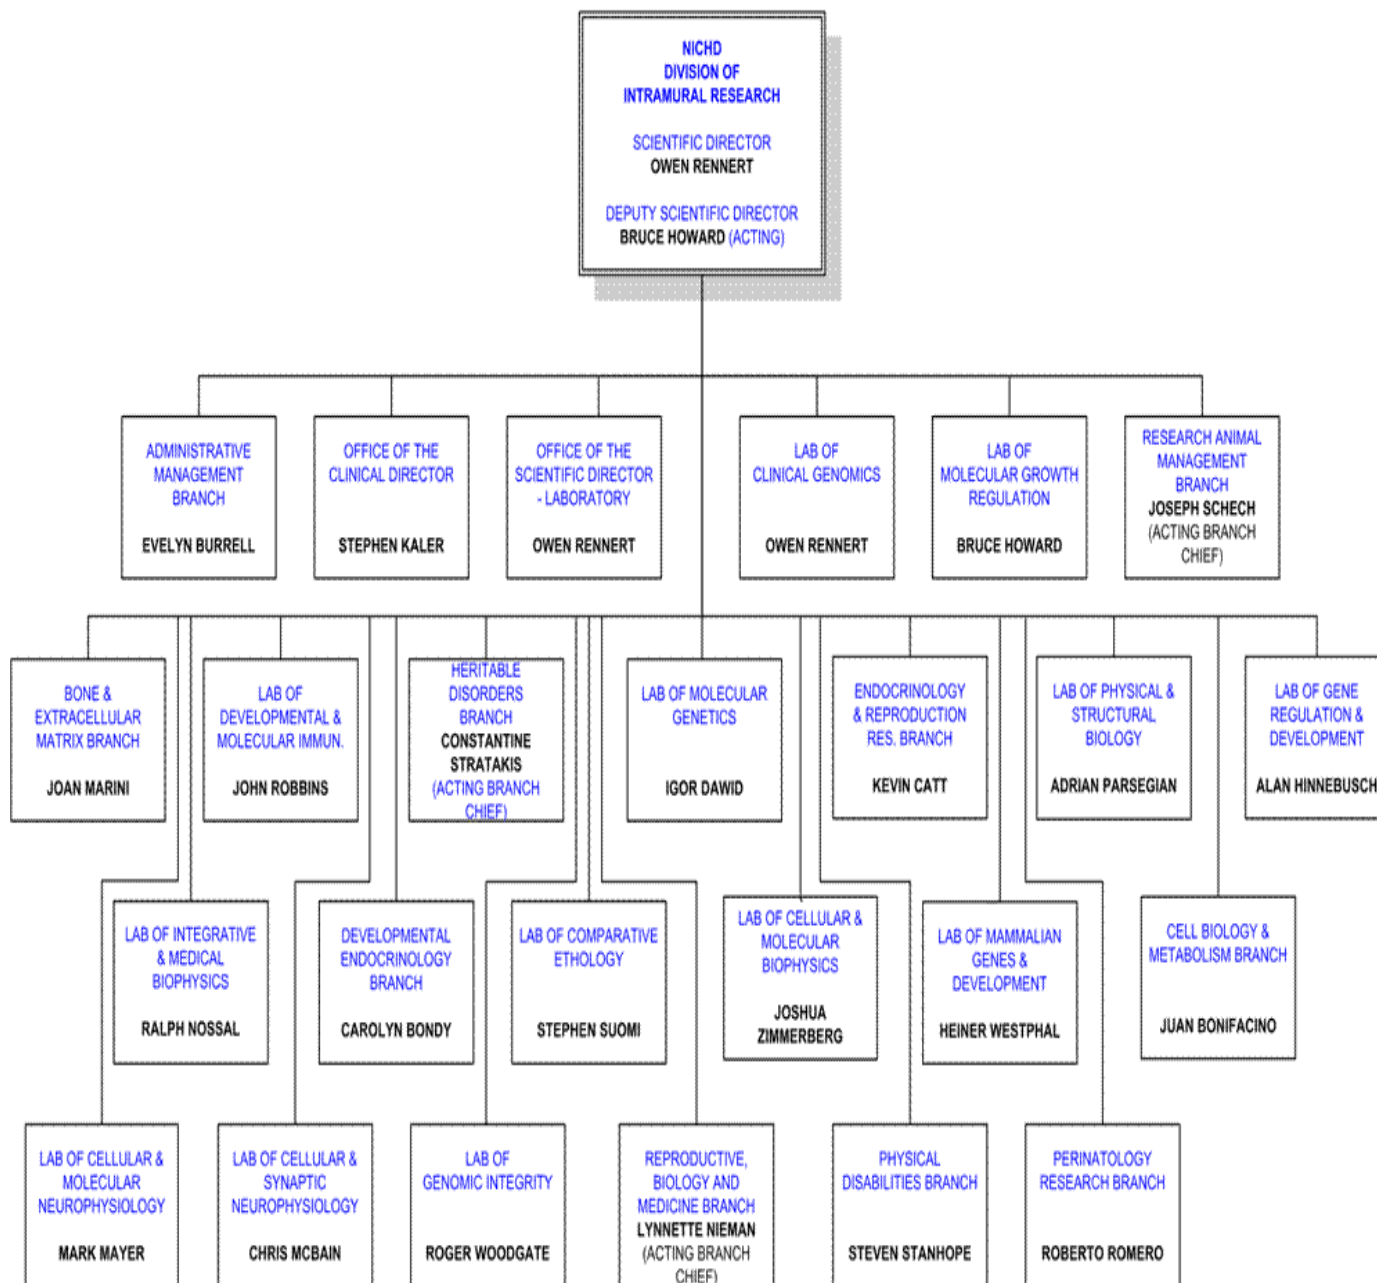 NICHD
DIVISION OF
INTRAMURAL RESEARCH
SCIENTIFIC DIRECTOR
OWEN RENNERT
DEPUTY SCIENTIFIC DIRECTOR
BRUCE HOWARD (ACTING)
ADMINISTRATIVE
MANAGEMENT
BRANCH
EVELYN BURRELL
OFFICE OF THE
CLINICAL DIRECTOR
STEPHEN KALER
OFFICE OF THE
SCIENTIFIC DIRECTOR
- LABORATORY
OWEN RENNERT
LAB OF
CLINICAL GENOMICS
OWEN RENNERT
LAB OF
MOLECULAR GROWTH
REGULATION
BRUCE HOWARD
RESEARCH ANIMAL
MANAGEMENT
BRANCH
JOSEPH SCHECH
(ACTING BRANCH
CHIEF)
BONE &
EXTRACELLULAR
MATRIX BRANCH
JOAN MARINI
LAB OF
DEVELOPMENTAL &
MOLECULAR IMMUN.
JOHN ROBBINS
HERITABLE
DISORDERS
BRANCH
CONSTANTINE
STRATAKIS
(ACTING BRANCH
CHIEF)
LAB OF MOLECULAR
GENETICS
IGOR DAWID
ENDOCRINOLOGY
& REPRODUCTION
RES. BRANCH
KEVIN CATT
LAB OF PHYSICAL &
STRUCTURAL
BIOLOGY
ADRIAN PARSEGIAN
LAB OF GENE
REGULATION &
DEVELOPMENT
ALAN HINNEBUSCH
LAB OF INTEGRATIVE
& MEDICAL
BIOPHYSICS
RALPH NOSSAL
DEVELOPMENTAL
ENDOCRINOLOGY
BRANCH
CAROLYN BONDY
LAB OF COMPARATIVE
ETHOLOGY
STEPHEN SUOMI
LAB OF CELLULAR &
MOLECULAR
BIOPHYSICS
JOSHUA
ZIMMERBERG
LAB OF MAMMALIAN
GENES &
DEVELOPMENT
HEINER WESTPHAL
CELL BIOLOGY &
METABOLISM BRANCH
JUAN BONIFACINO
LAB OF CELLULAR &
MOLECULAR
NEUROPHYSIOLOGY
MARK MAYER
LAB OF CELLULAR &
SYNAPTIC
NEUROPHYSIOLOGY
CHRIS MCBAIN
LAB OF
GENOMIC INTEGRITY
ROGER WOODGATE
REPRODUCTIVE,
BIOLOGY AND
MEDICINE BRANCH
LYNNETTE NIEMAN
(ACTING BRANCH
CHIEF)
PHYSICAL
DISABILITIES BRANCH
STEVEN STANHOPE
PERINATOLOGY
RESEARCH BRANCH
ROBERTO ROMERO